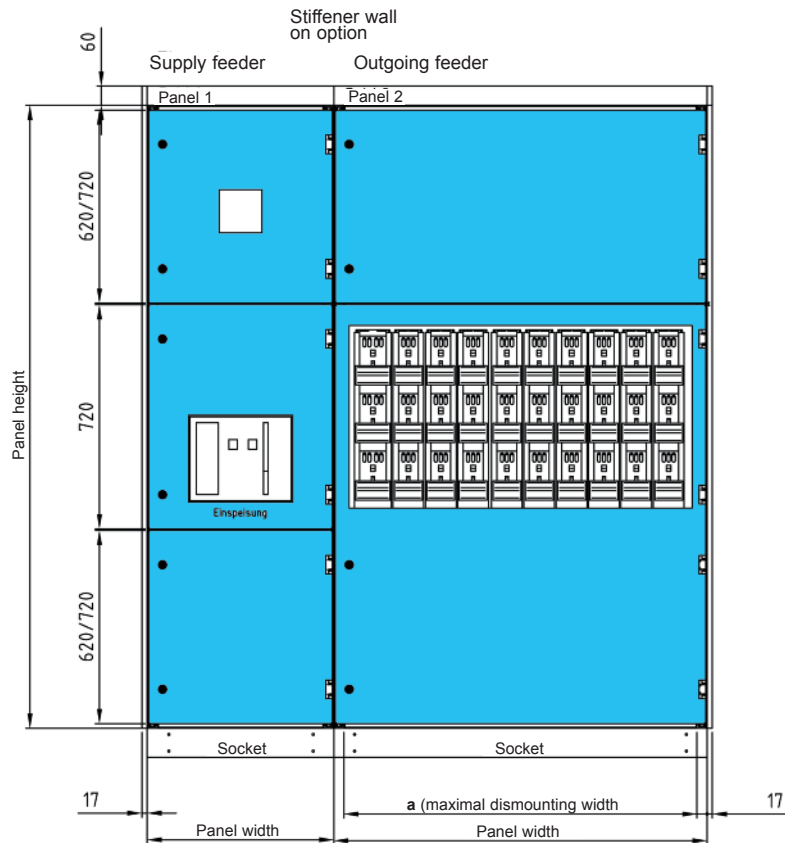 Stiffener wall
on option
60
Supply feeder
Outgoing feeder
Panel 1
Panel 2
620/720
Panel height
720
Einspeisung
620/720
Socket
Socket
17
a (maximal dismounting width
17
Panel width
Panel width